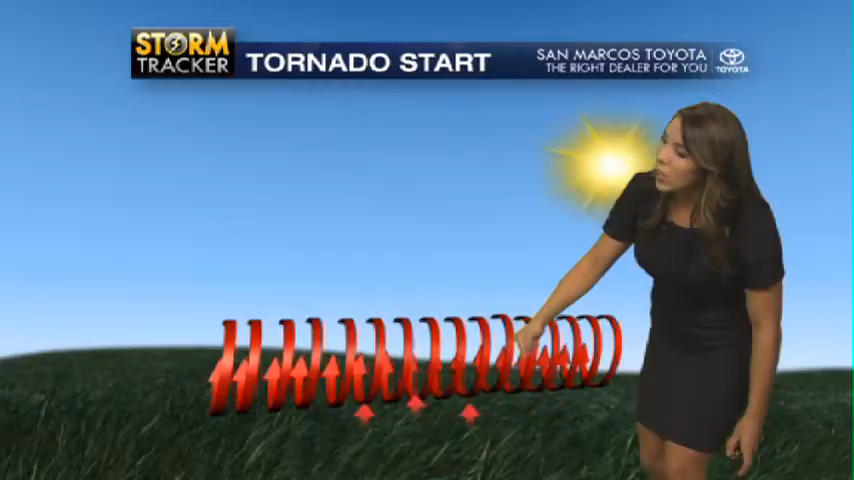 STORM
TRACKER
TORNADO START
SAN MARCOS TOYOTA
THE RIGHT DEALER FOR YOU
TOYOTA